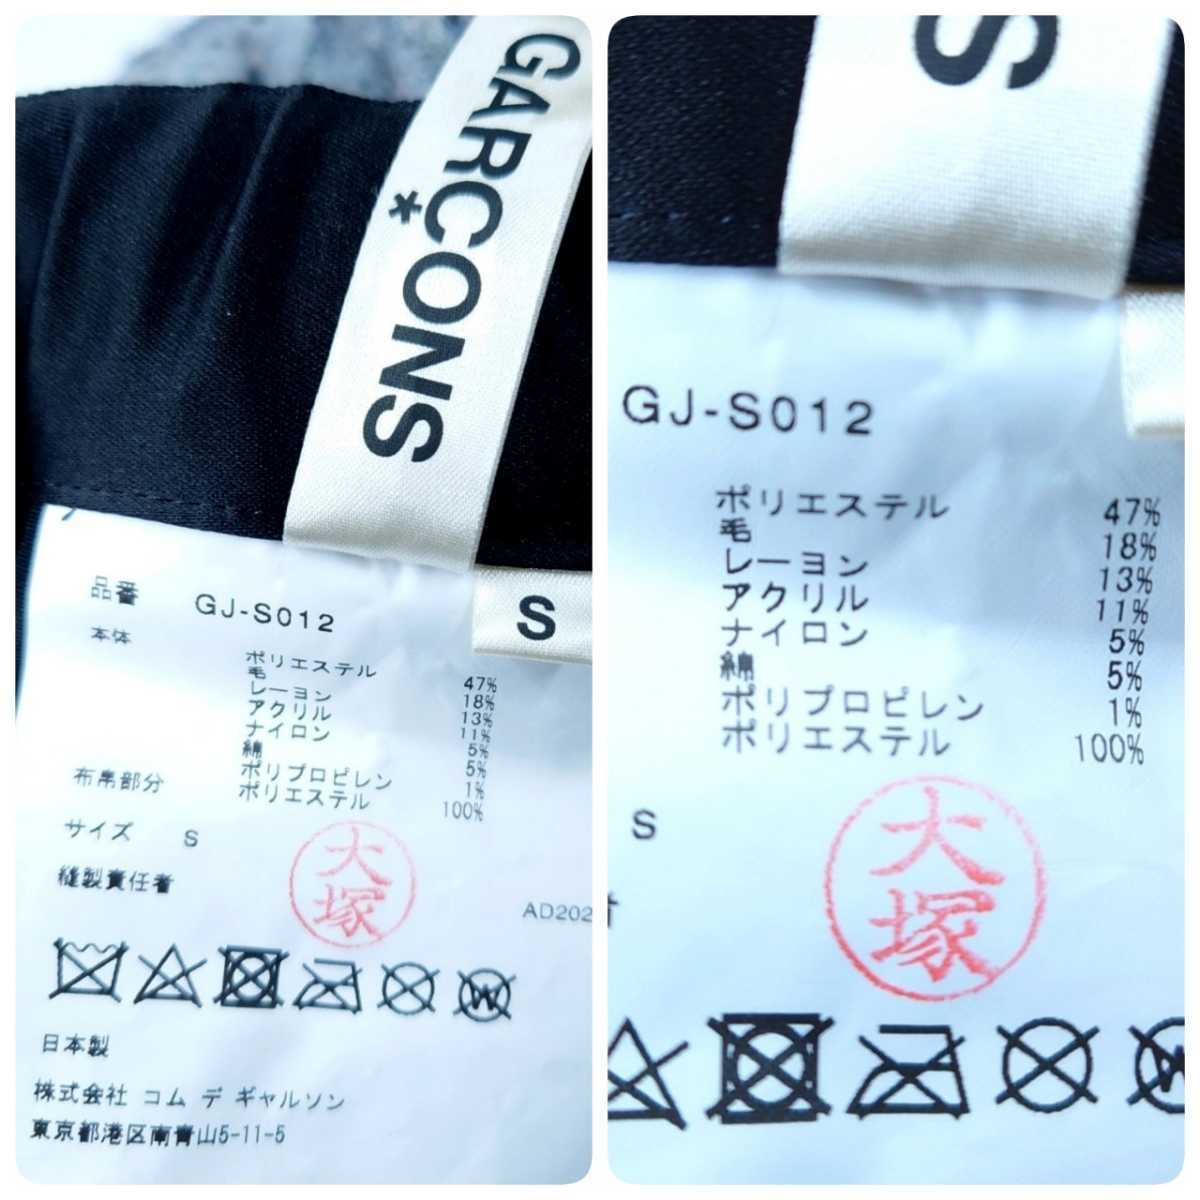 GARÇONS
*
S
品番 GJ-S012
本体
ポリエステル 47%
毛 18%
レーヨン 13%
アクリル 11%
ナイロン 5%
綿 5%
ポリプロピレン 1%
布帛部分 ポリエステル 100%
サイズ S
縫製責任者
大塚
AD202
W
日本製
株式会社 コム デ ギャルソン
東京都港区南青山5-11-5
S
GJ-S012
ポリエステル 47%
毛 18%
レーヨン 13%
アクリル 11%
ナイロン 5%
綿 5%
ポリプロピレン 1%
ポリエステル 100%
S
大塚